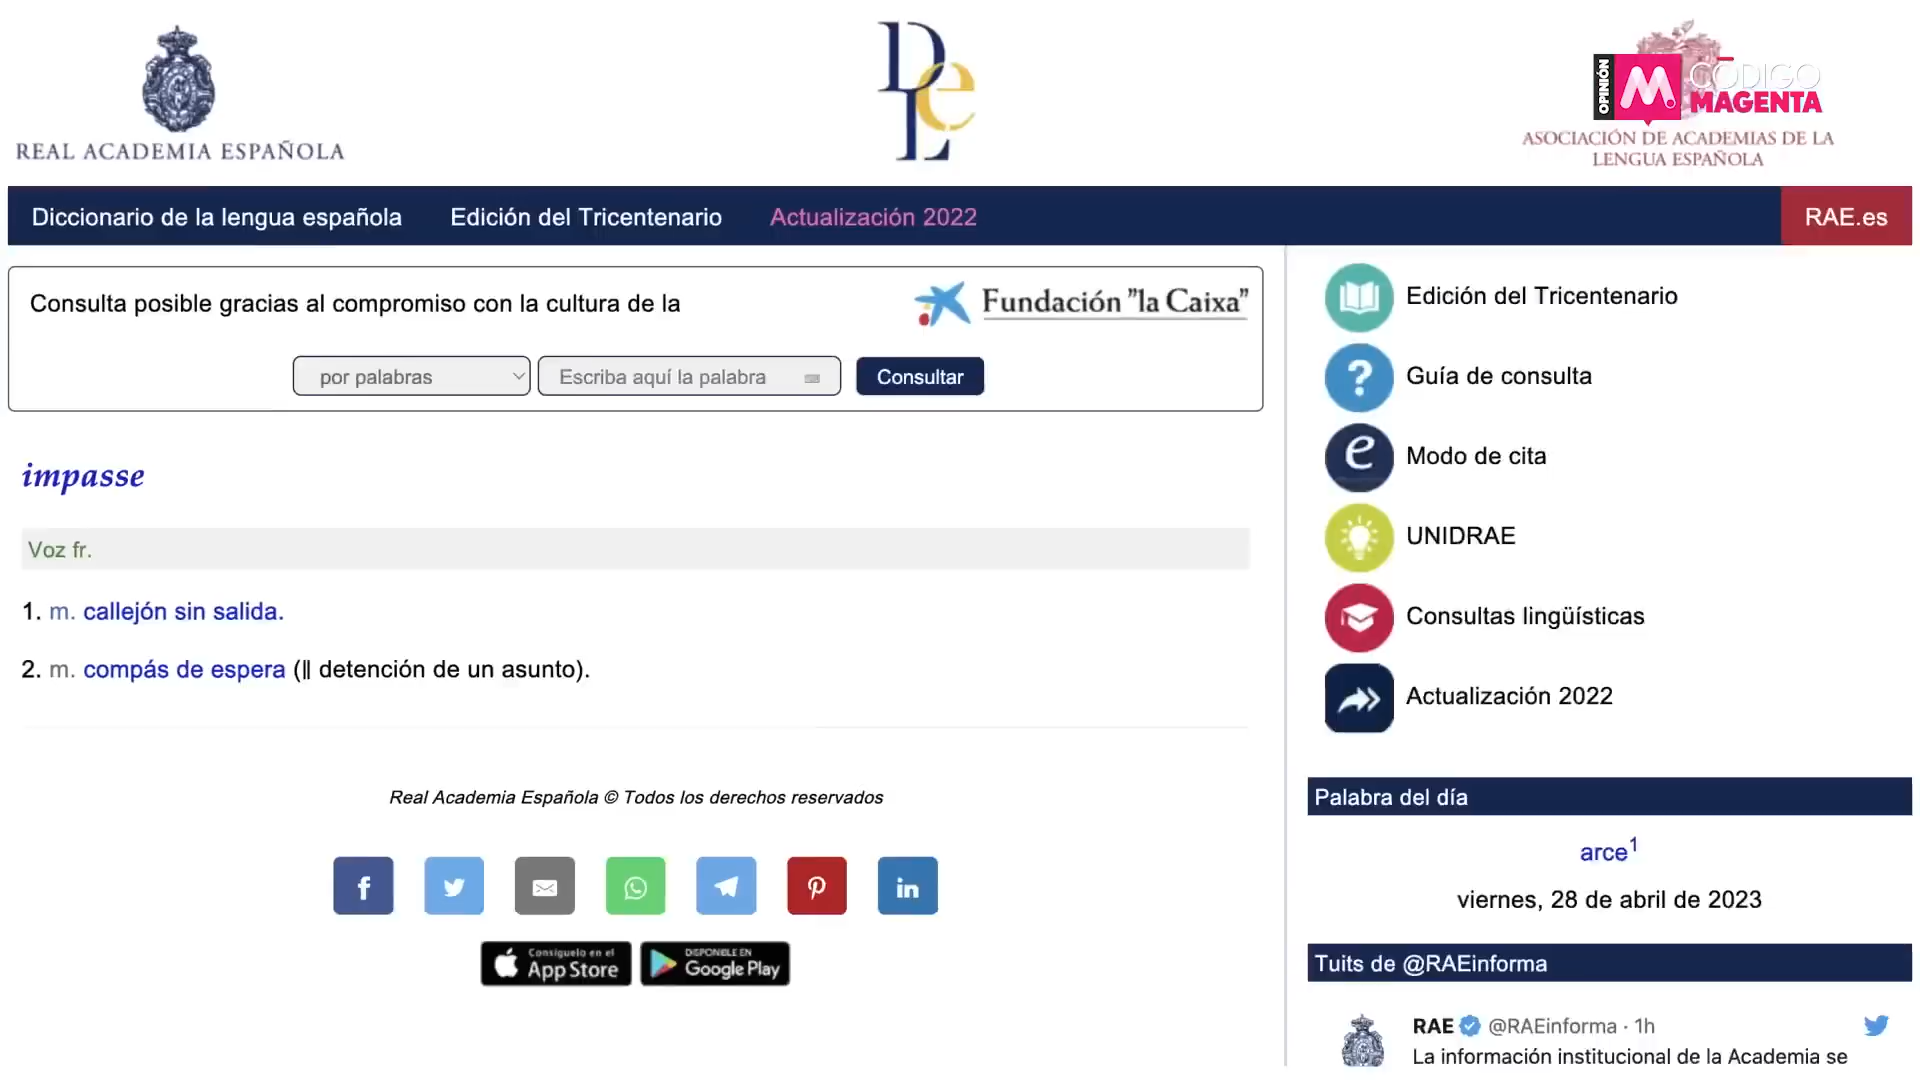 REAL ACADEMIA ESPAÑOLA
DLe
OPINIÓN
M
CÓDIGO
MAGENTA
ASOCIACIÓN DE ACADEMIAS DE LA
LENGUA ESPAÑOLA
Diccionario de la lengua española
Edición del Tricentenario
Actualización 2022
RAE.es
Consulta posible gracias al compromiso con la cultura de la
Fundación "la Caixa"
por palabras
Escriba aquí la palabra
Consultar
impasse
Voz fr.
1. m. callejón sin salida.
2. m. compás de espera (‖ detención de un asunto).
Real Academia Española © Todos los derechos reservados
Consíguelo en el
App Store
DISPONIBLE EN
Google Play
Edición del Tricentenario
Guía de consulta
Modo de cita
UNIDRAE
Consultas lingüísticas
Actualización 2022
Palabra del día
arce¹
viernes, 28 de abril de 2023
Tuits de @RAEinforma
RAE @RAEinforma · 1h
La información institucional de la Academia se